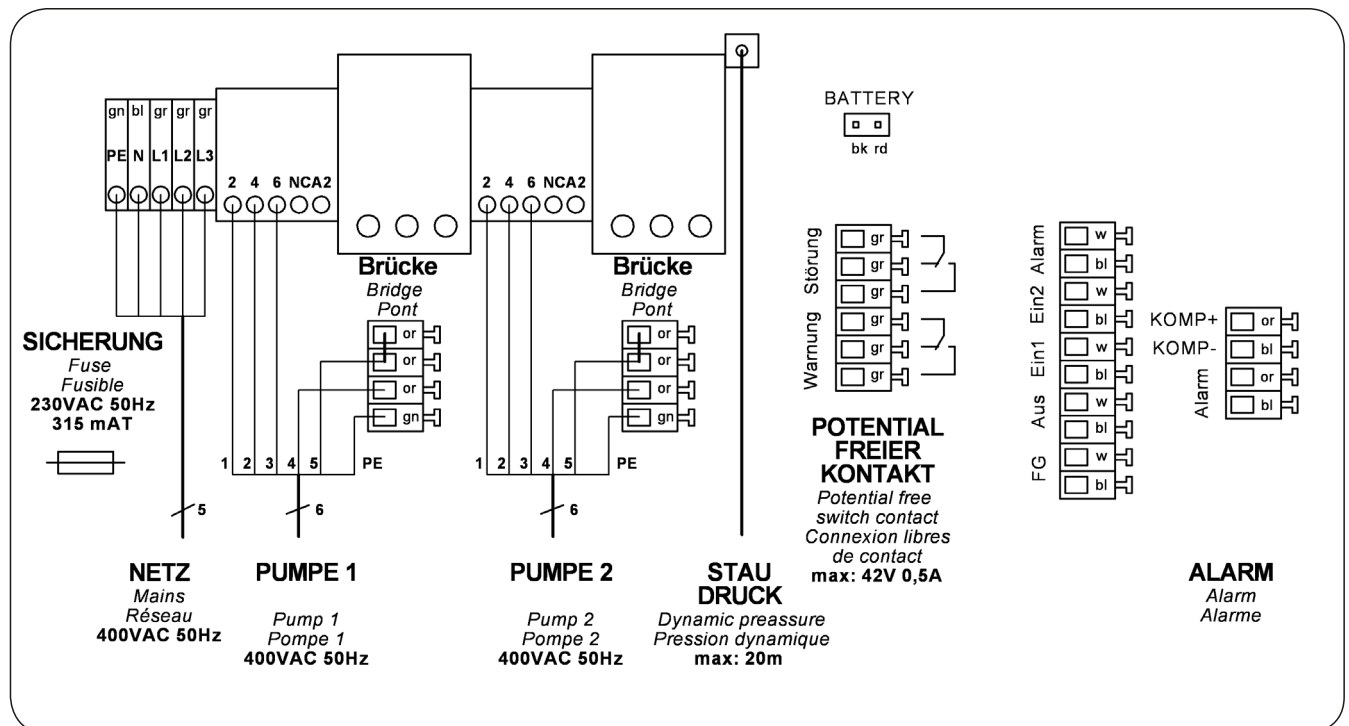 gn bl gr gr gr
PE N L1 L2 L3
2 4 6 NC A2
2 4 6 NC A2
BATTERY
bk rd
Brücke
Bridge
Pont
or
or
or
gn
Brücke
Bridge
Pont
or
or
or
gn
SICHERUNG
Fuse
Fusible
230VAC 50Hz
315 mAT
1 2 3 4 5 PE
1 2 3 4 5 PE
5
6
6
NETZ
Mains
Réseau
400VAC 50Hz
PUMPE 1
Pump 1
Pompe 1
400VAC 50Hz
PUMPE 2
Pump 2
Pompe 2
400VAC 50Hz
STAU
DRUCK
Dynamic preassure
Pression dynamique
max: 20m
Störung
gr
gr
gr
Warnung
gr
gr
gr
POTENTIAL
FREIER
KONTAKT
Potential free
switch contact
Connexion libres
de contact
max: 42V 0,5A
Alarm
w
bl
Ein2
w
bl
Ein1
w
bl
Aus
w
bl
FG
w
bl
KOMP+ or
KOMP- bl
Alarm
or
bl
ALARM
Alarm
Alarme